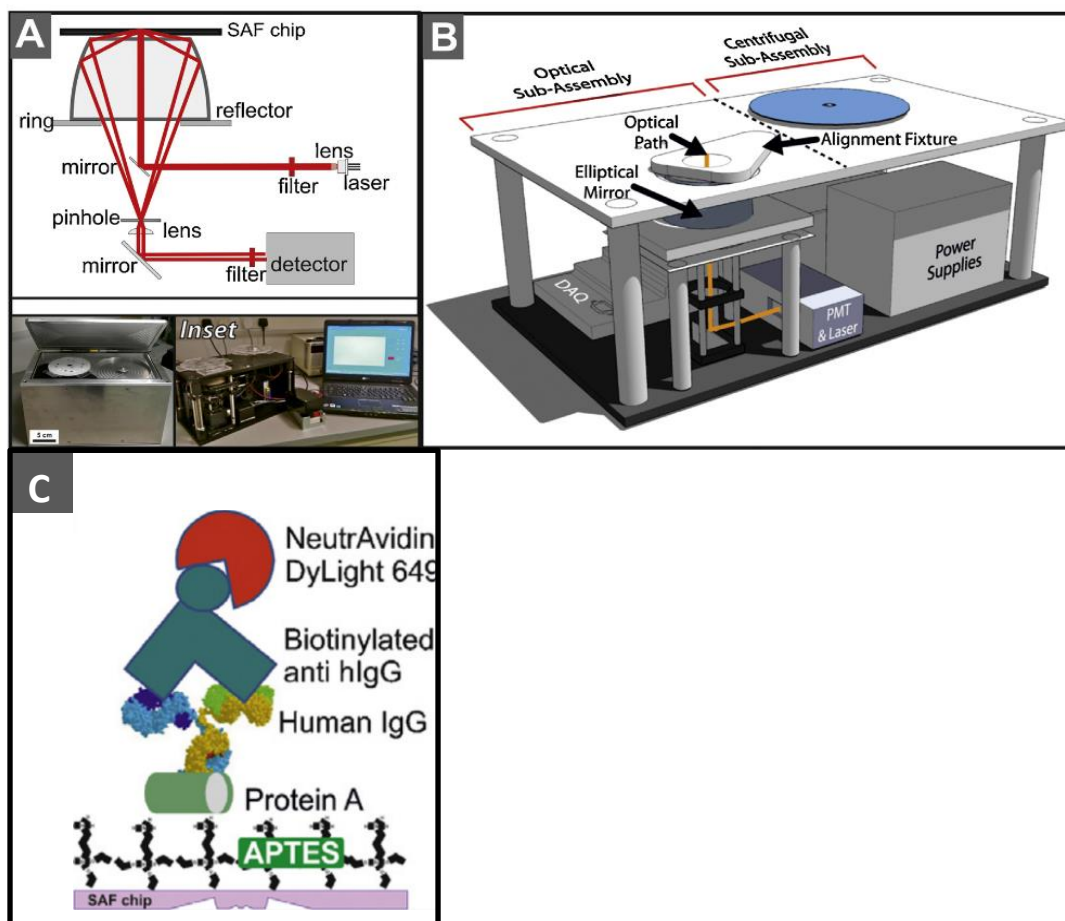 A
SAF chip
ring
reflector
mirror
lens
filter
laser
pinhole
lens
mirror
filter
detector
5 cm
Inset
B
Optical
Sub-Assembly
Centrifugal
Sub-Assembly
Optical
Path
Alignment Fixture
Elliptical
Mirror
DAQ
PMT
& Laser
Power
Supplies
C
NeutrAvidin
DyLight 649
Biotinylated
anti hIgG
Human IgG
Protein A
APTES
SAF chip